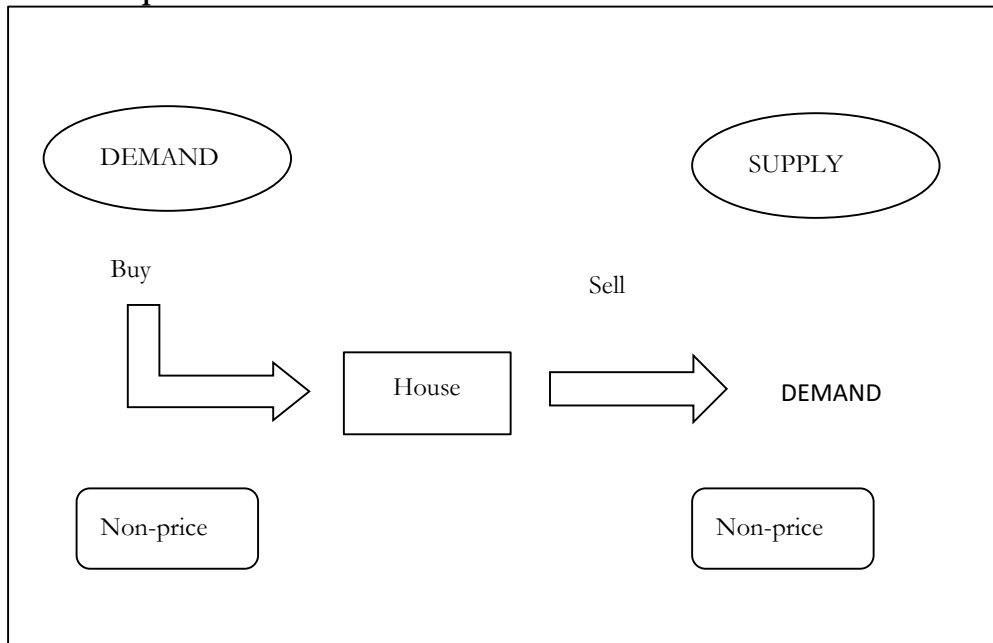 DEMAND
SUPPLY
Buy
Sell
House
DEMAND
Non-price
Non-price